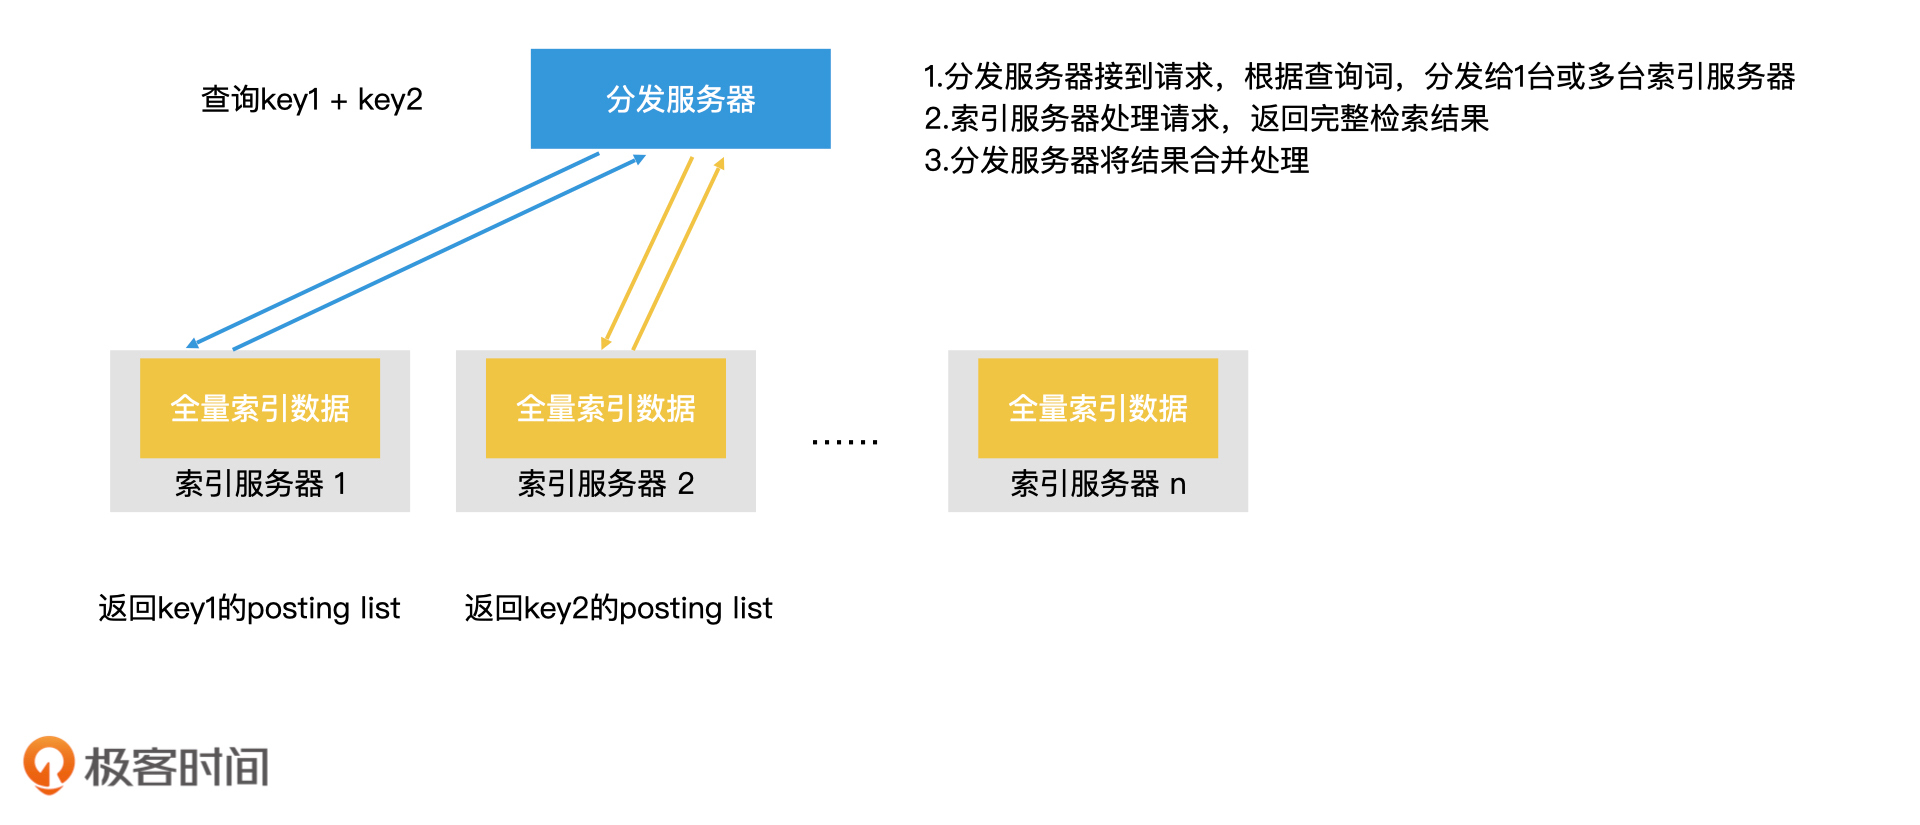 查询key1 + key2
分发服务器
1.分发服务器接到请求，根据查询词，分发给1台或多台索引服务器
2.索引服务器处理请求，返回完整检索结果
3.分发服务器将结果合并处理
全量索引数据
索引服务器 1
全量索引数据
索引服务器 2
......
全量索引数据
索引服务器 n
返回key1的posting list
返回key2的posting list
极客时间